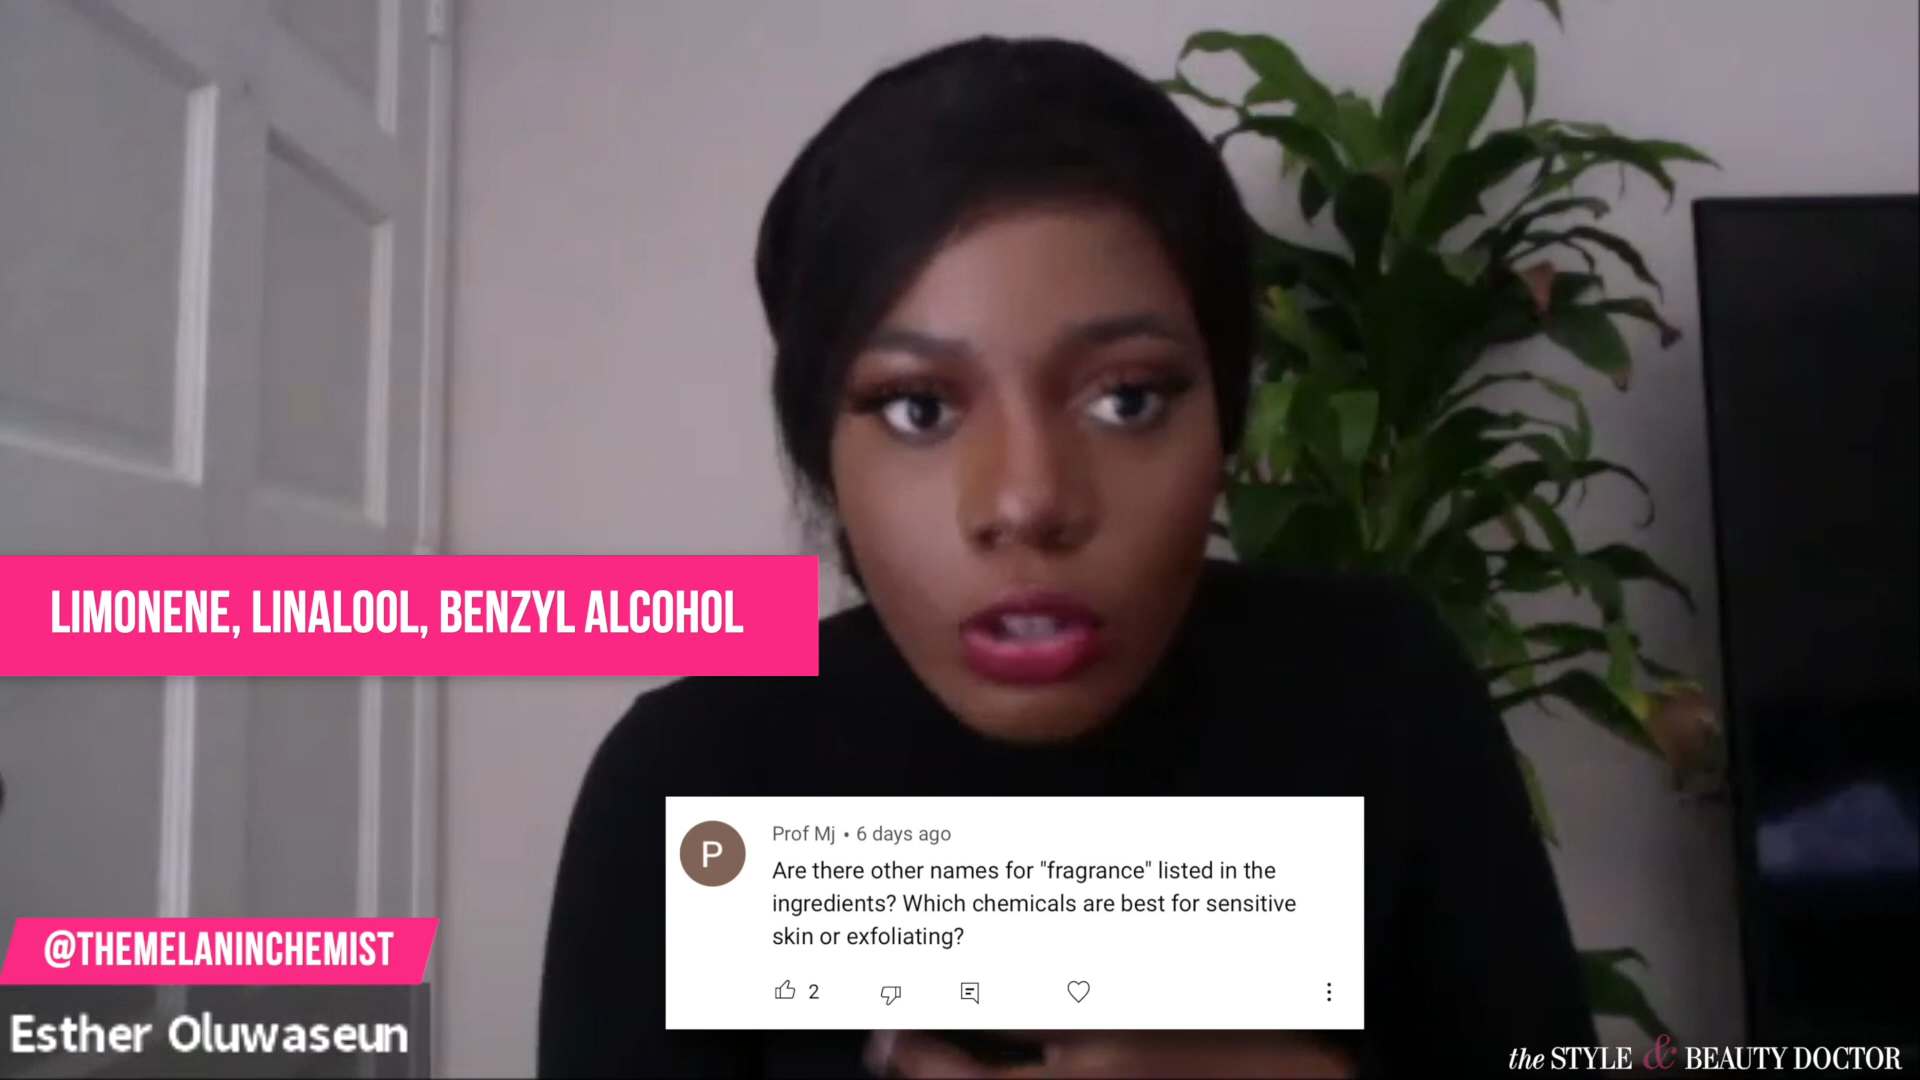 LIMONENE, LINALOOL, BENZYL ALCOHOL
P
Prof Mj • 6 days ago
Are there other names for "fragrance" listed in the
ingredients? Which chemicals are best for sensitive
skin or exfoliating?
2
@THEMELANINCHEMIST
Esther Oluwaseun
the STYLE & BEAUTY DOCTOR